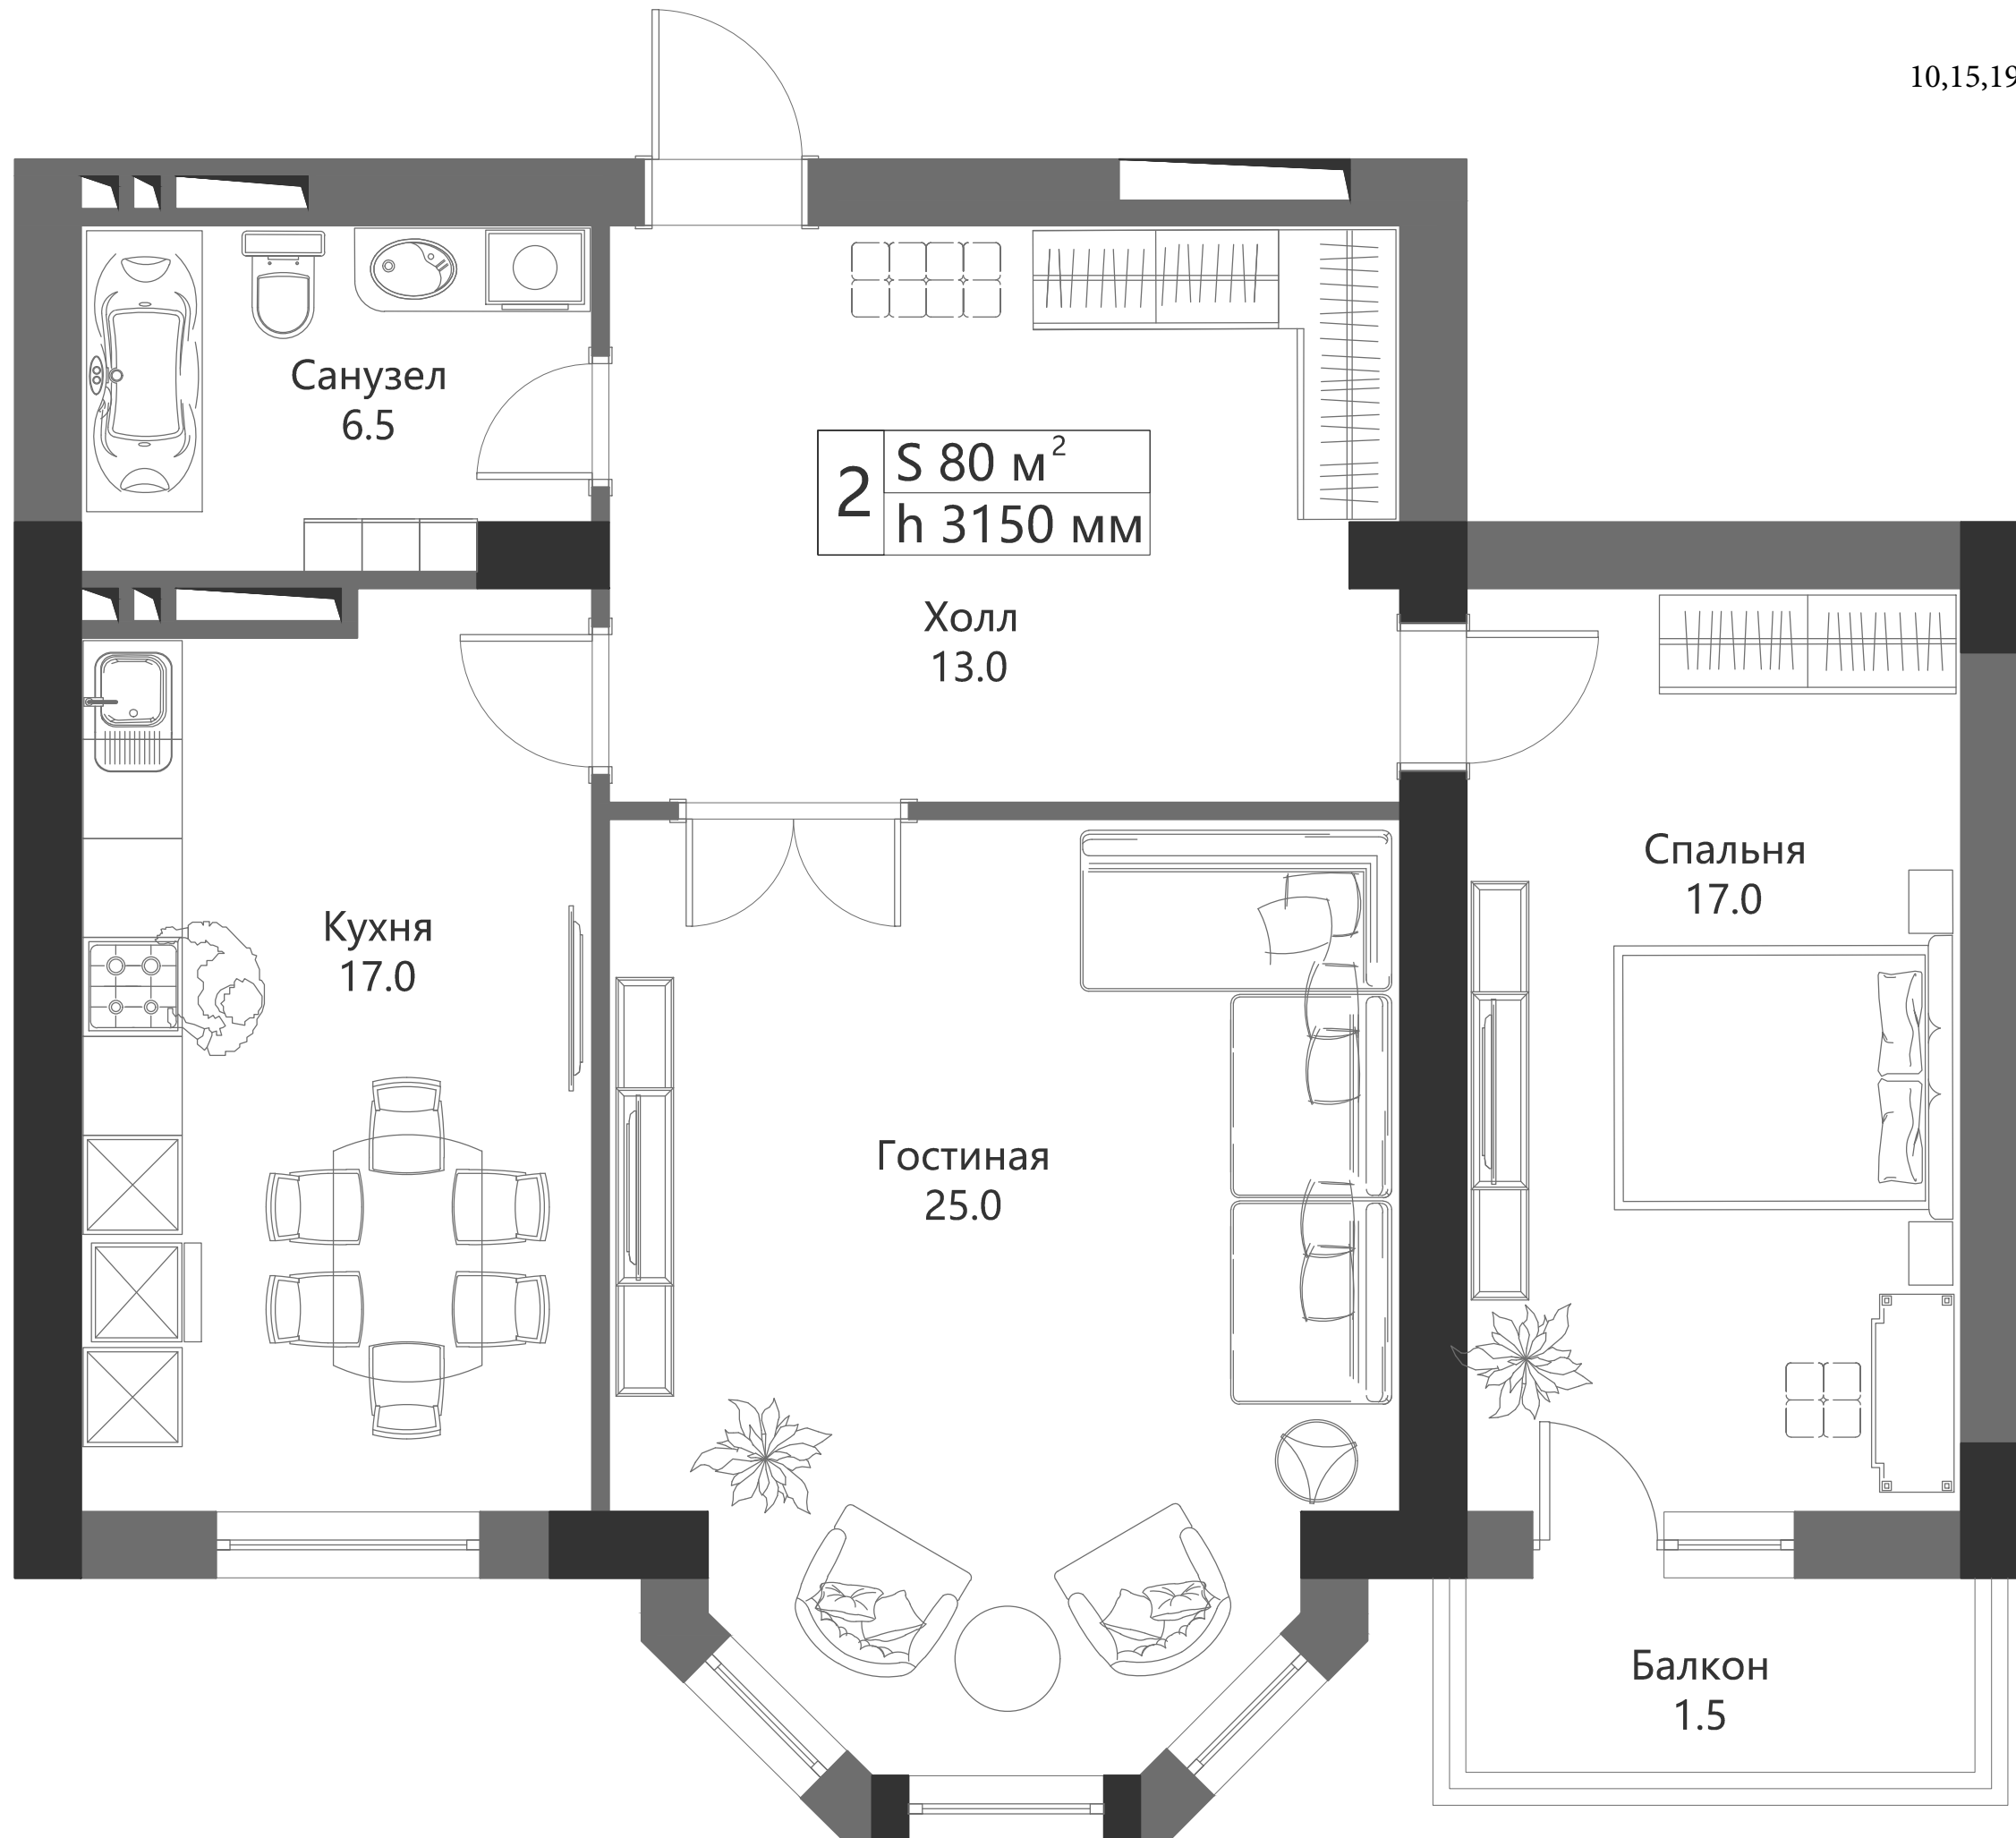 10,15,19
Санузел
6.5
2
S 80 м²
h 3150 мм
Холл
13.0
Спальня
17.0
Кухня
17.0
Гостиная
25.0
Балкон
1.5